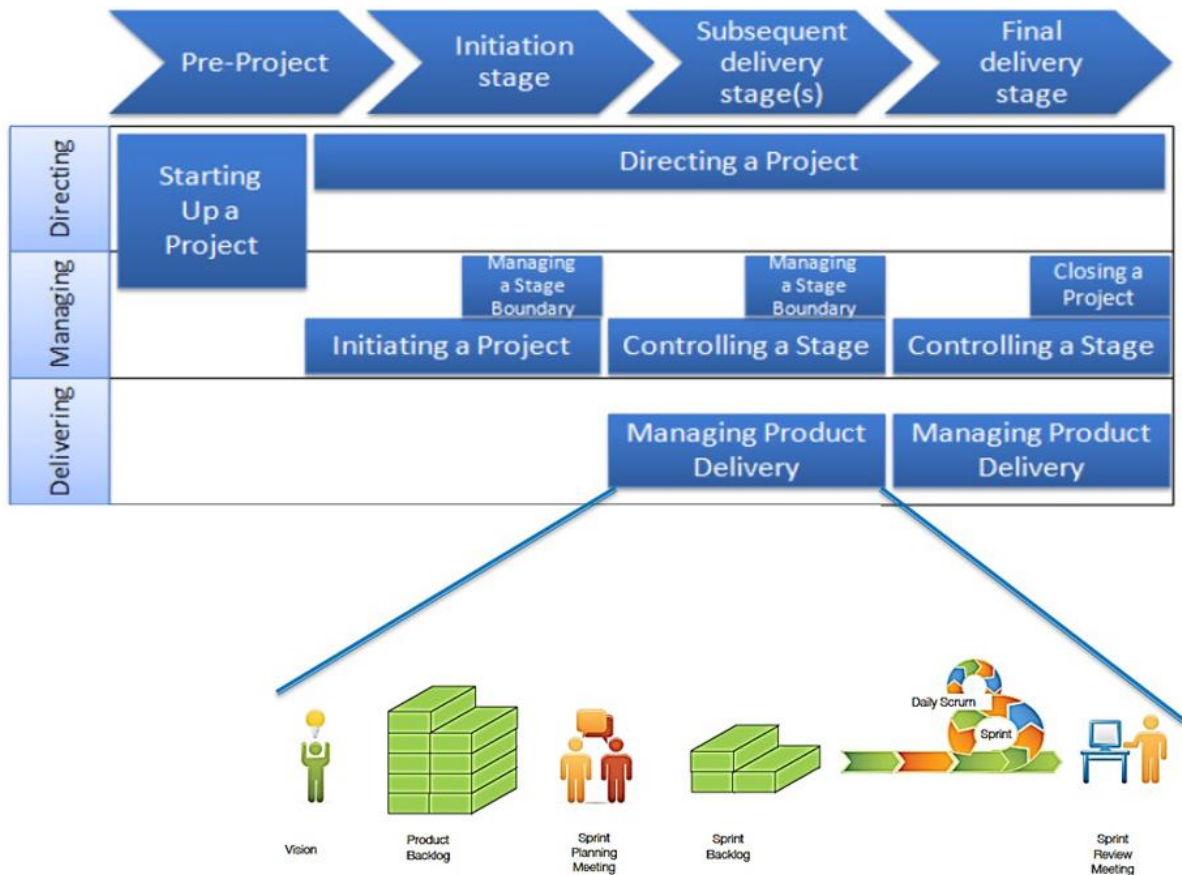 Pre-Project
Initiation
stage
Subsequent
delivery
stage(s)
Final
delivery
stage
Directing
Starting
Up a
Project
Directing a Project
Managing
Managing
a Stage
Boundary
Managing
a Stage
Boundary
Closing a
Project
Initiating a Project
Controlling a Stage
Controlling a Stage
Delivering
Managing Product
Delivery
Managing Product
Delivery
Daily Scrum
Sprint
Vision
Product
Backlog
Sprint
Planning
Meeting
Sprint
Backlog
Sprint
Review
Meeting